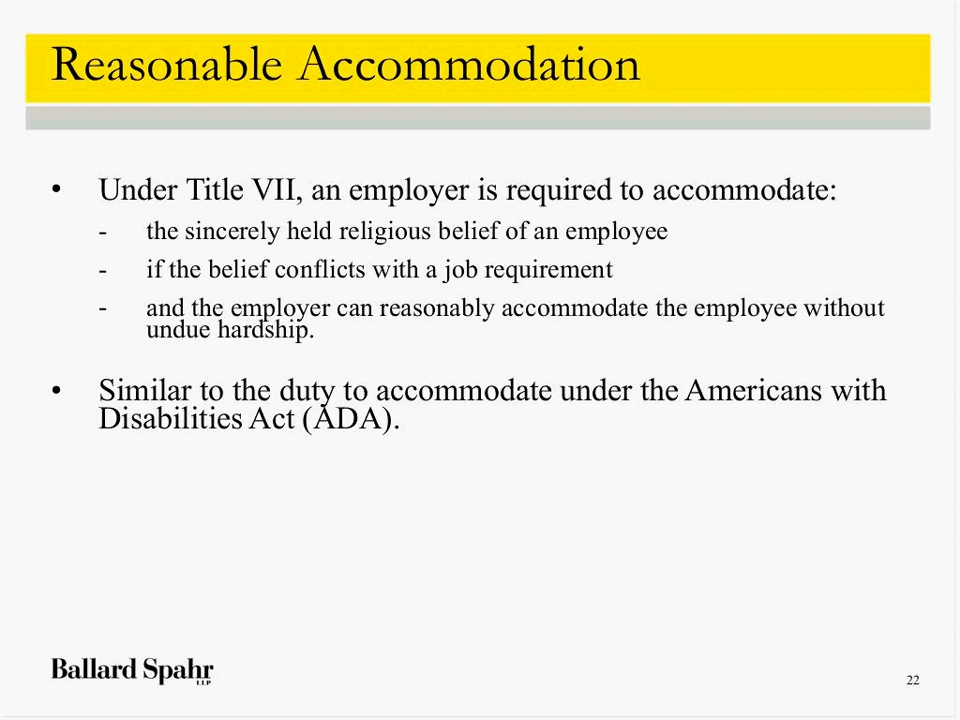 Reasonable Accommodation
• Under Title VII, an employer is required to accommodate:
- the sincerely held religious belief of an employee
- if the belief conflicts with a job requirement
- and the employer can reasonably accommodate the employee without
undue hardship.
• Similar to the duty to accommodate under the Americans with
Disabilities Act (ADA).
Ballard Spahr
LLP
22